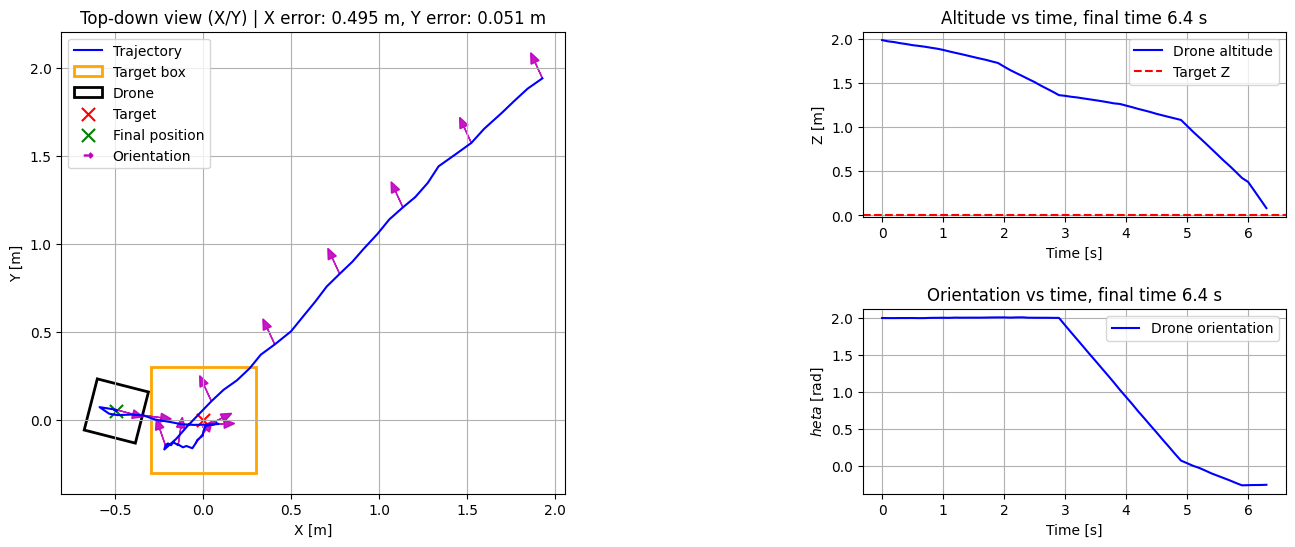 Top-down view (X/Y) | X error: 0.495 m, Y error: 0.051 m
Trajectory
Target box
Drone
Target
Final position
Orientation
Y [m]
2.0
1.5
1.0
0.5
0.0
−0.5
0.0
0.5
1.0
1.5
2.0
X [m]
Altitude vs time, final time 6.4 s
Drone altitude
Target Z
Z [m]
2.0
1.5
1.0
0.5
0.0
0
1
2
3
4
5
6
Time [s]
Orientation vs time, final time 6.4 s
Drone orientation
heta [rad]
2.0
1.5
1.0
0.5
0.0
0
1
2
3
4
5
6
Time [s]